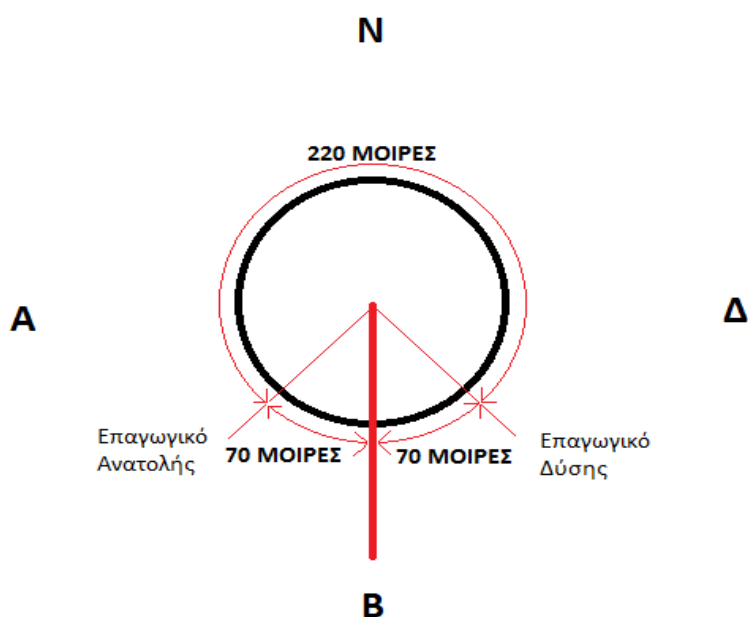 Ν
220 ΜΟΙΡΕΣ
Α
Δ
Επαγωγικό
Ανατολής
70 ΜΟΙΡΕΣ
70 ΜΟΙΡΕΣ
Επαγωγικό
Δύσης
Β